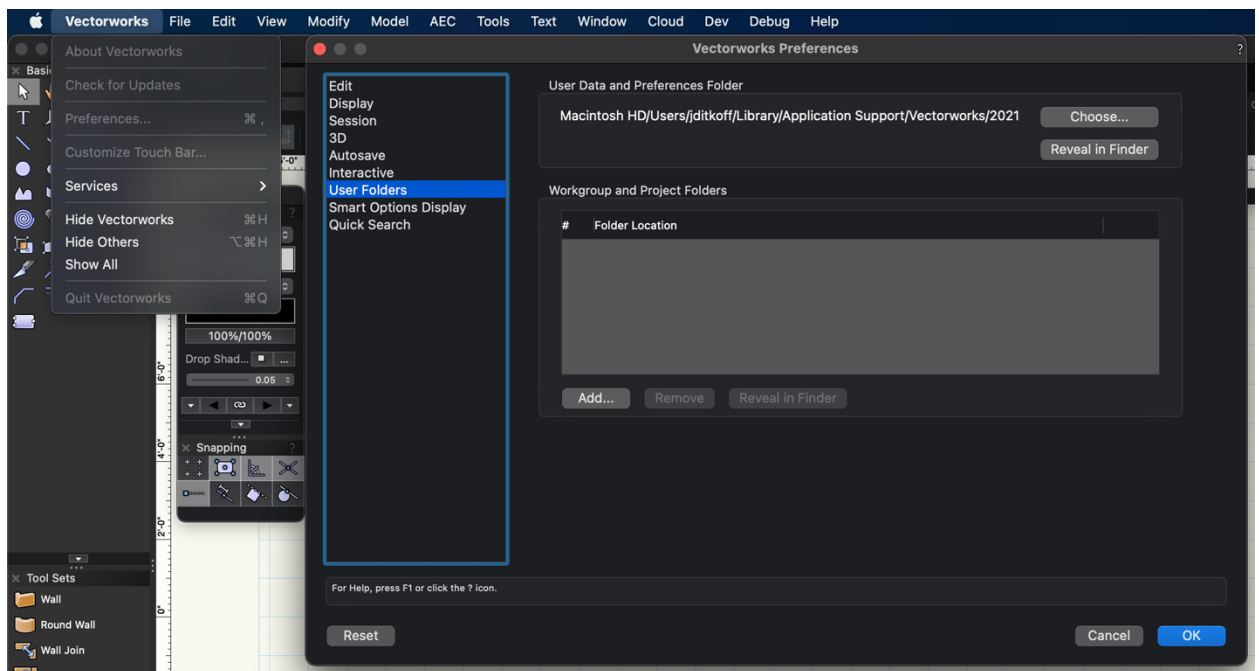 Vectorworks File Edit View Modify Model AEC Tools Text Window Cloud Dev Debug Help
About Vectorworks
Check for Updates
Preferences... ⌘ ,
Customize Touch Bar...
Services >
Hide Vectorworks ⌘H
Hide Others ⌥⌘H
Show All
Quit Vectorworks ⌘Q
Basi
100%/100%
Drop Shad... ...
0.05
Snapping ?
Tool Sets
Wall
Round Wall
Wall Join
6'-0"
4'-0"
2'-0"
Vectorworks Preferences ?
Edit
Display
Session
3D
Autosave
Interactive
User Folders
Smart Options Display
Quick Search
User Data and Preferences Folder
Macintosh HD/Users/jditkoff/Library/Application Support/Vectorworks/2021 Choose...
Reveal in Finder
Workgroup and Project Folders
# Folder Location
Add... Remove Reveal in Finder
For Help, press F1 or click the ? icon.
Reset Cancel OK